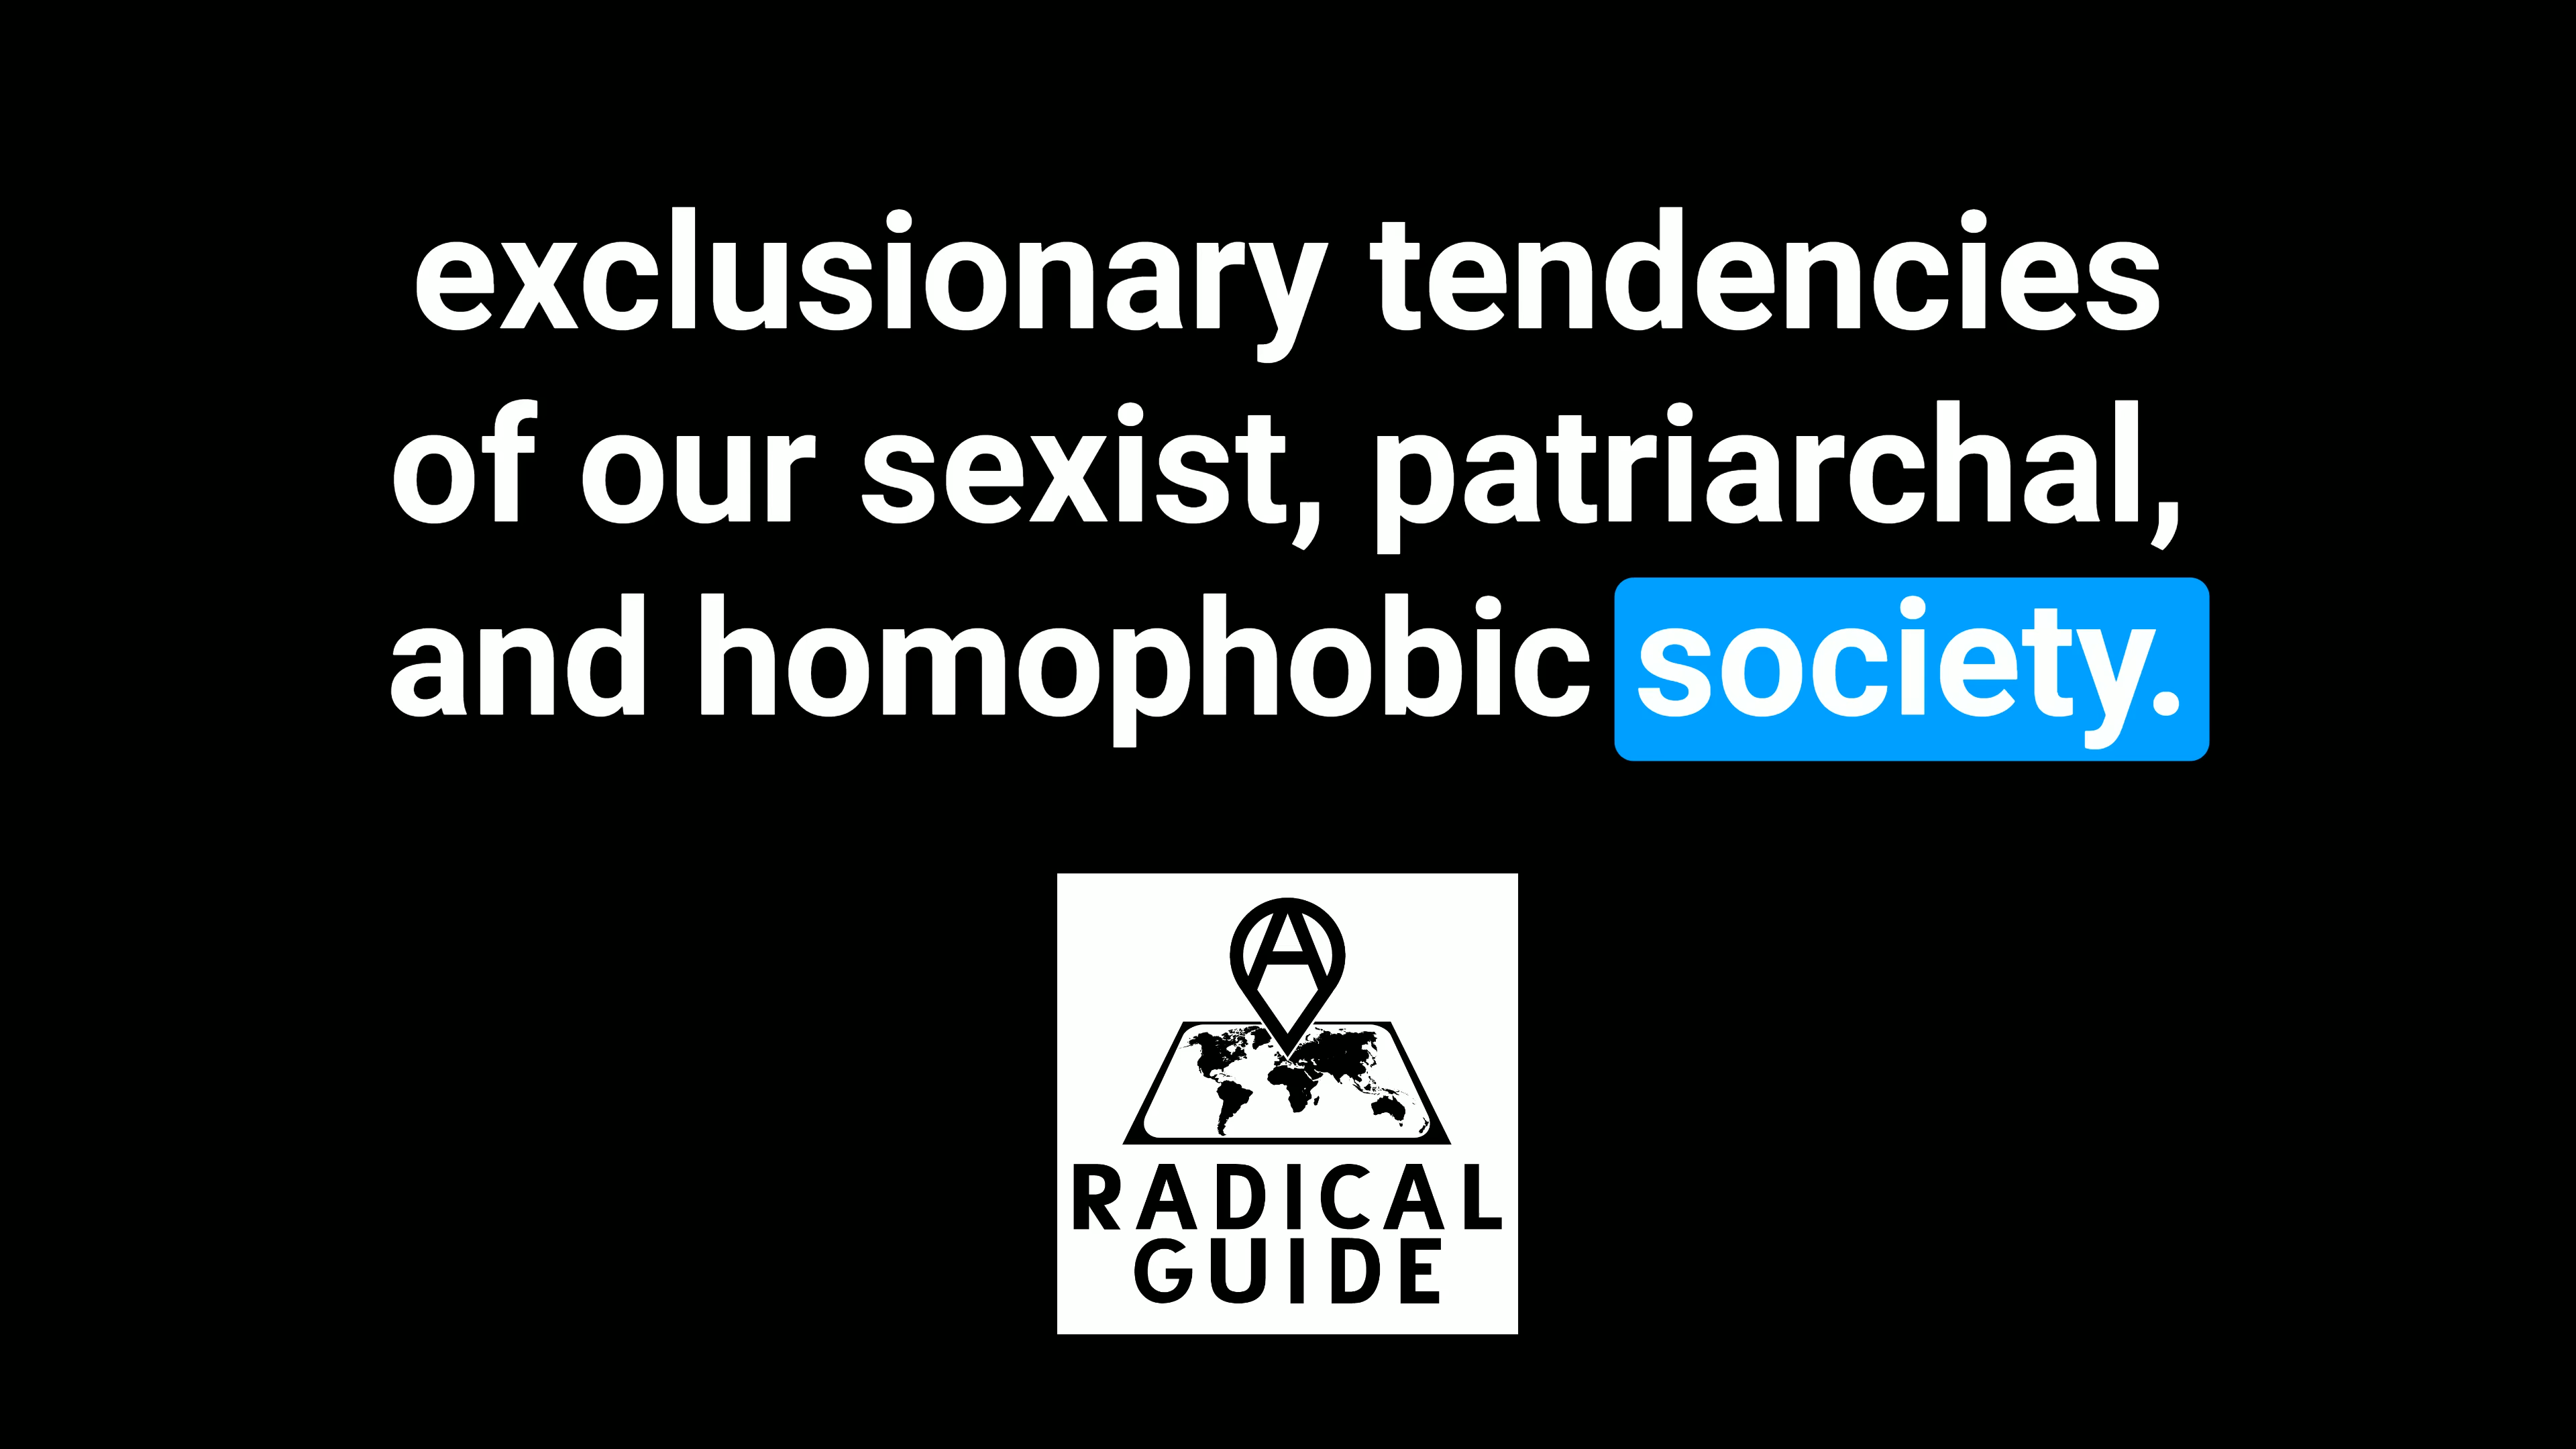 exclusionary tendencies
of our sexist, patriarchal,
and homophobic society.
A
RADICAL
GUIDE